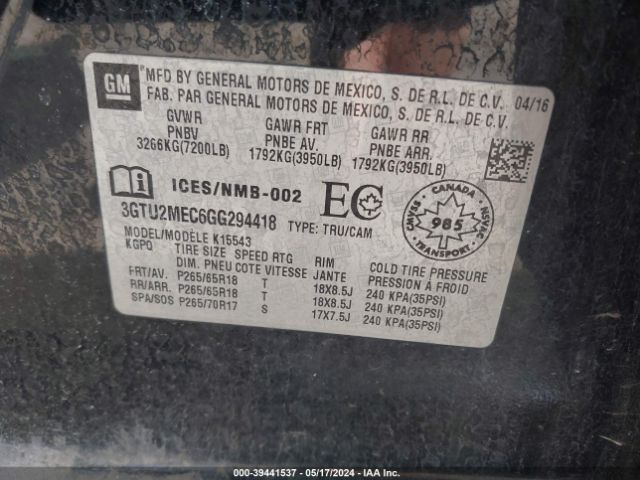 GM
MFD BY GENERAL MOTORS DE MEXICO, S. DE R.L. DE C.V. 04/16
FAB. PAR GENERAL MOTORS DE MEXICO, S. DE R.L. DE C.V.
GVWR GAWR FRT GAWR RR
PNBV PNBE AV. PNBE ARR.
3266KG(7200LB) 1792KG(3950LB) 1792KG(3950LB)
ICES/NMB-002 EC
3GTU2MEC6GG294418 TYPE: TRU/CAM
CANADA
CMVSS 985 NSVAC
TRANSPORT
MODEL/MODÈLE K15543
KGPO TIRE SIZE SPEED RTG RIM COLD TIRE PRESSURE
DIM. PNEU COTE VITESSE JANTE PRESSION À FROID
FRT/AV. P265/65R18 T 18X8.5J 240 KPA(35PSI)
RR/ARR. P265/65R18 T 18X8.5J 240 KPA(35PSI)
SPA/SOS P265/70R17 S 17X7.5J 240 KPA(35PSI)
000-39441537 - 05/17/2024 - IAA Inc.